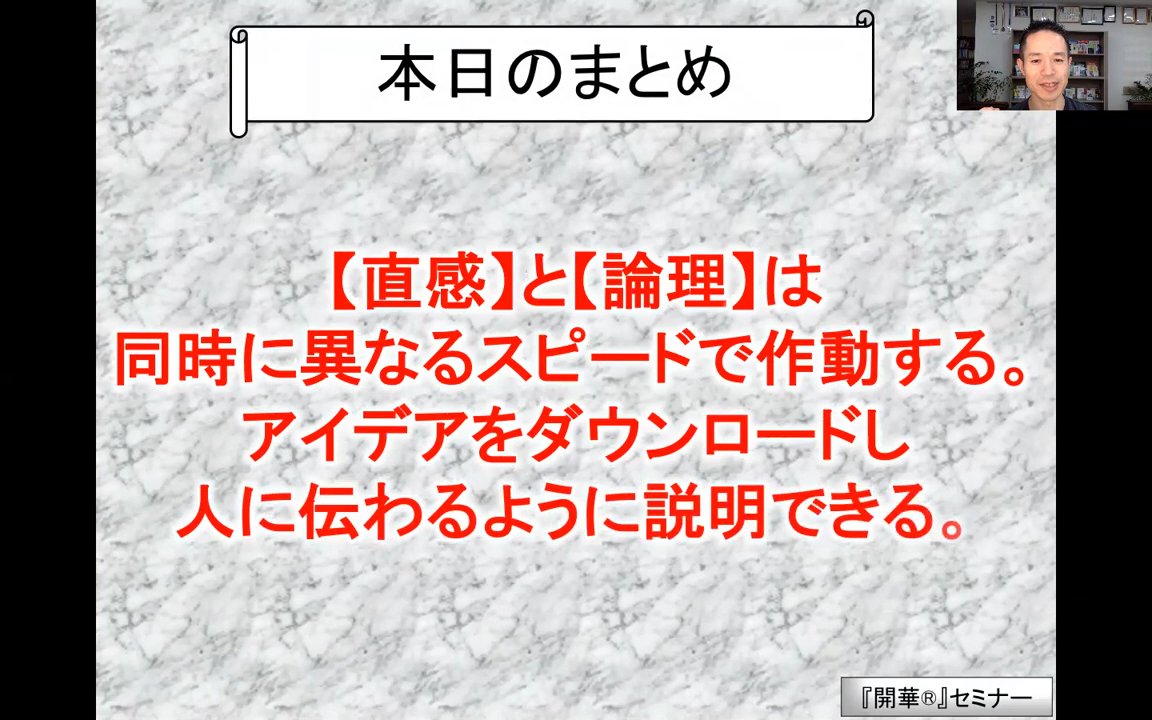 本日のまとめ
【直感】と【論理】は
同時に異なるスピードで作動する。
アイデアをダウンロードし
人に伝わるように説明できる。
『開華®』セミナー